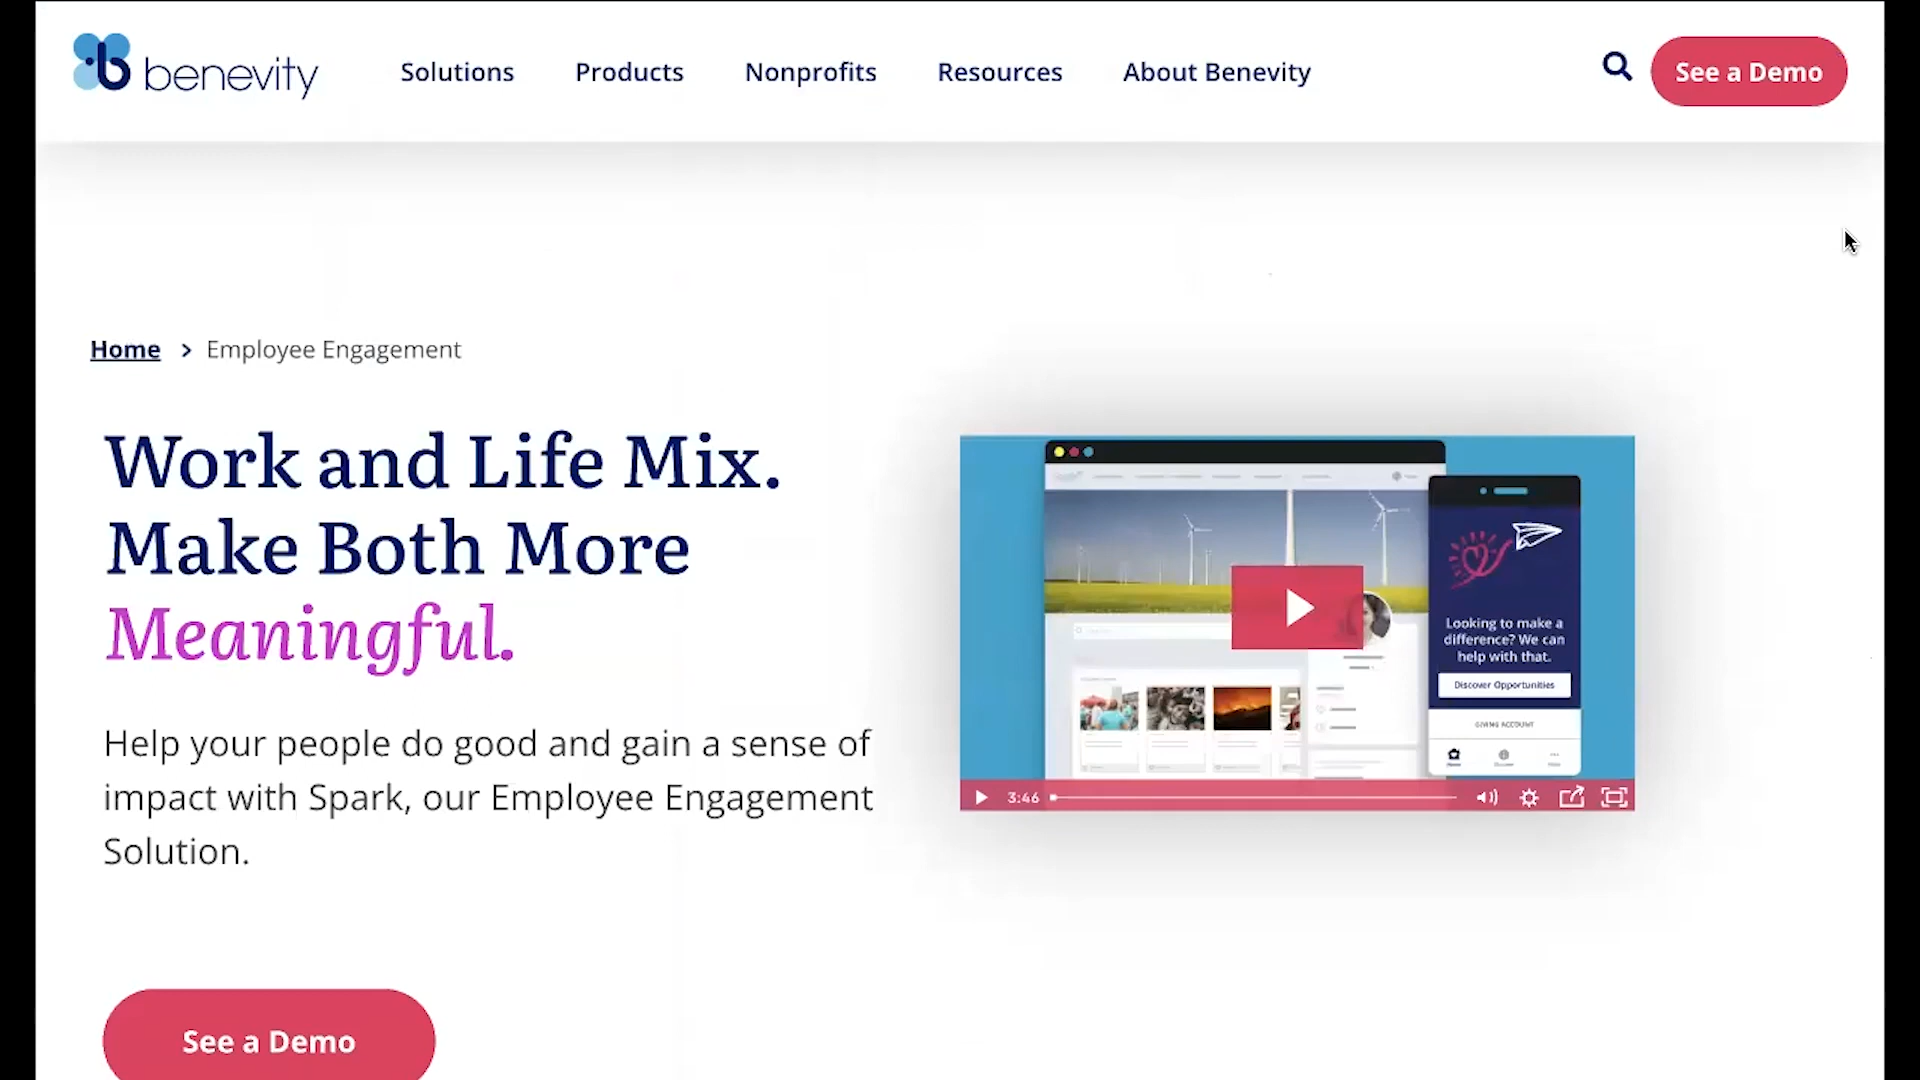 benevity
Solutions
Products
Nonprofits
Resources
About Benevity
See a Demo
Home > Employee Engagement
Work and Life Mix.
Make Both More
Meaningful.
Help your people do good and gain a sense of
impact with Spark, our Employee Engagement
Solution.
See a Demo
Looking to make a
difference? We can
help with that.
Discover Opportunities
GIVING ACCOUNT
3:46